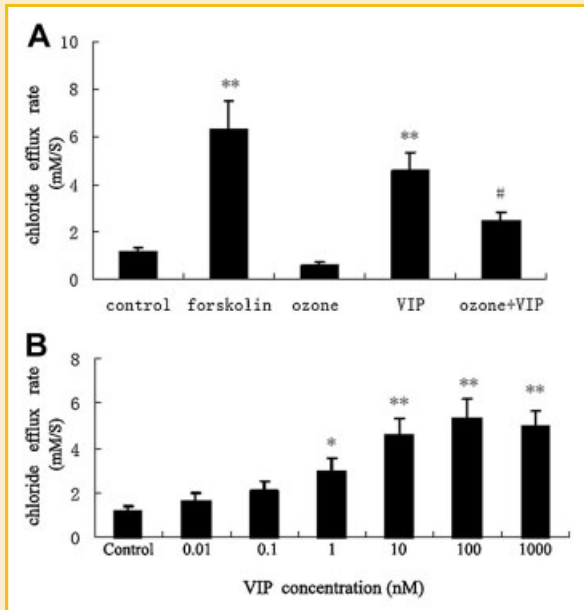 A
chloride efflux rate
(mM/S)
10
8
6
4
2
0
**
**
#
control forskolin ozone VIP ozone+VIP
B
chloride efflux rate
(mM/S)
8
6
4
2
0
*
**
**
**
Control 0.01 0.1 1 10 100 1000
VIP concentration (nM)